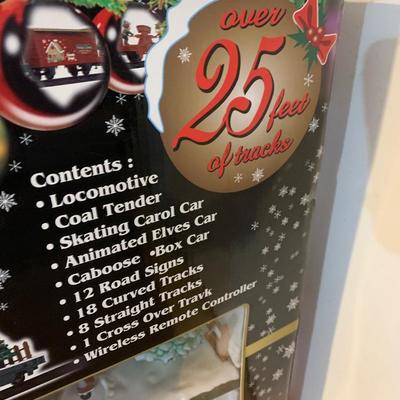 over
25 feet
of tracks
Contents :
• Locomotive
• Coal Tender
• Skating Carol Car
• Animated Elves Car
• Caboose •Box Car
• 12 Road Signs
• 18 Curved Tracks
• 8 Straight Tracks
• 1 Cross Over Travk
• Wireless Remote Controller